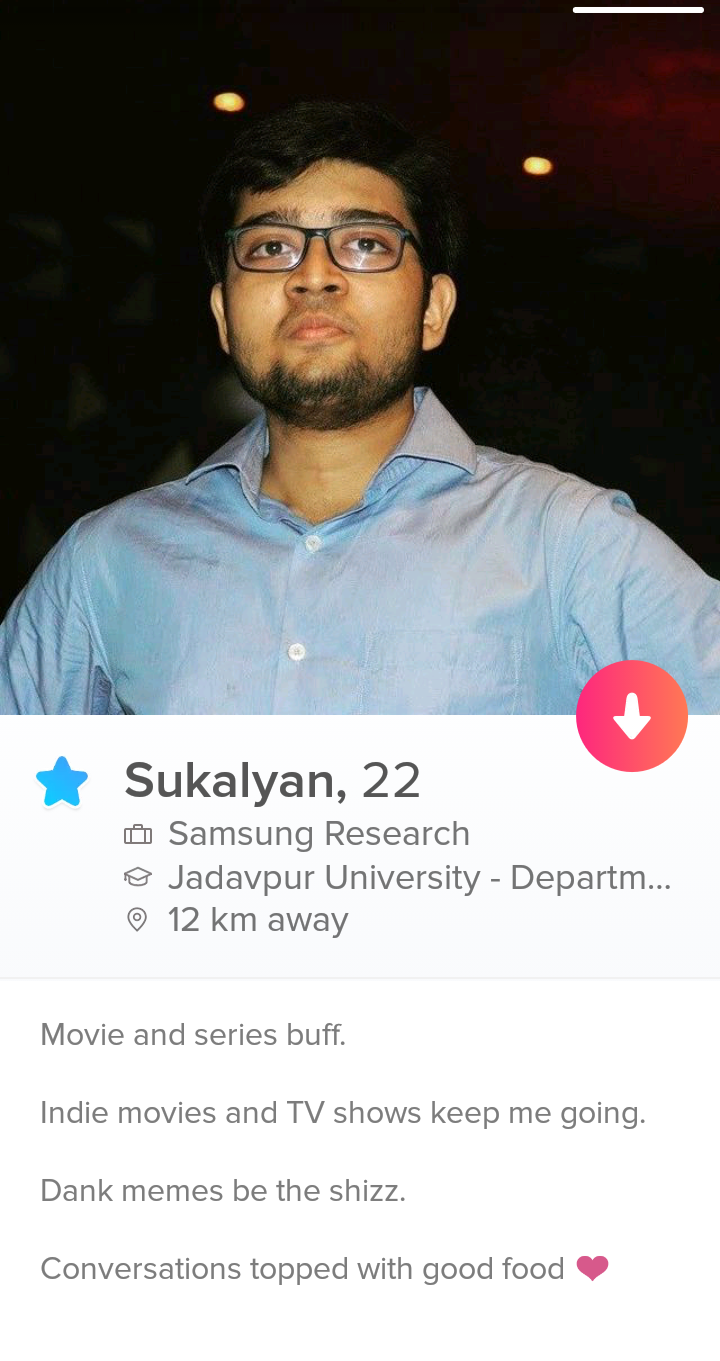 Sukalyan, 22
Samsung Research
Jadavpur University - Departm...
12 km away
Movie and series buff.
Indie movies and TV shows keep me going.
Dank memes be the shizz.
Conversations topped with good food ❤